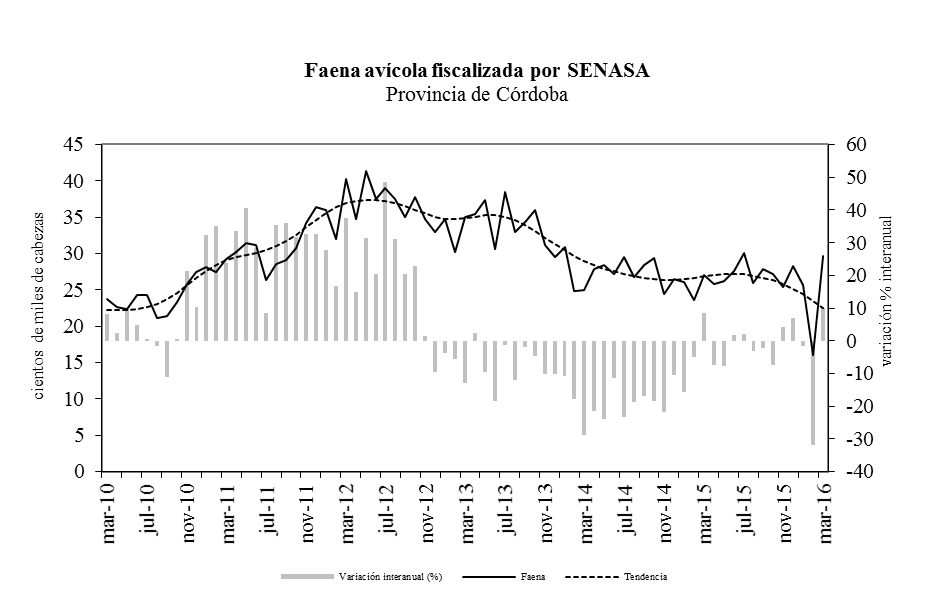 Faena avícola fiscalizada por SENASA
Provincia de Córdoba
cientos de miles de cabezas
45
40
35
30
25
20
15
10
5
0
60
50
40
30
20
10
0
-10
-20
-30
-40
variación % interanual
mar-10
jul-10
nov-10
mar-11
jul-11
nov-11
mar-12
jul-12
nov-12
mar-13
jul-13
nov-13
mar-14
jul-14
nov-14
mar-15
jul-15
nov-15
mar-16
Variación interanual (%)
Faena
Tendencia